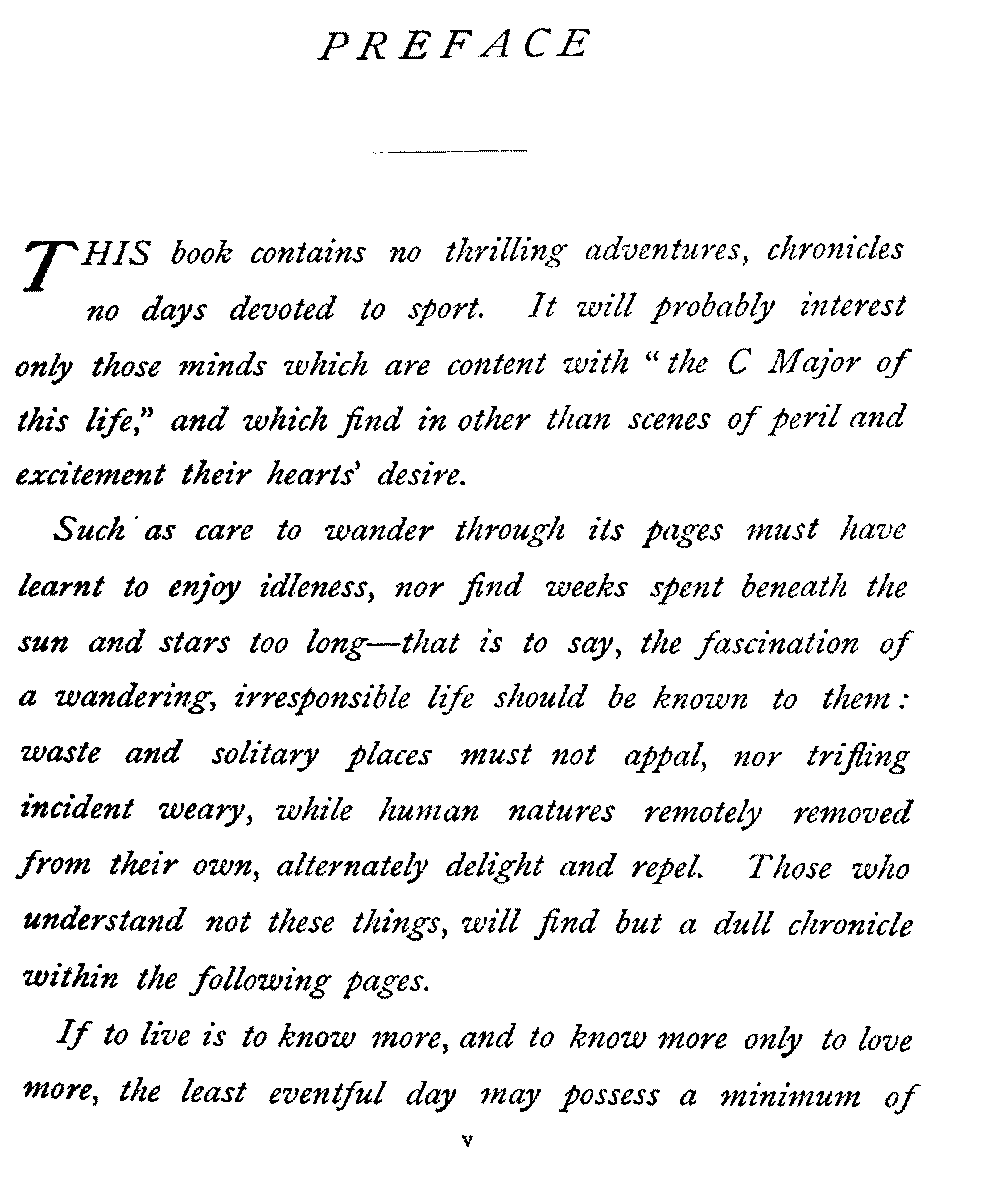 PREFACE
THIS book contains no thrilling adventures, chronicles
no days devoted to sport. It will probably interest
only those minds which are content with “ the C Major of
this life,” and which find in other than scenes of peril and
excitement their hearts’ desire.
Such as care to wander through its pages must have
learnt to enjoy idleness, nor find weeks spent beneath the
sun and stars too long—that is to say, the fascination of
a wandering, irresponsible life should be known to them :
waste and solitary places must not appal, nor trifling
incident weary, while human natures remotely removed
from their own, alternately delight and repel. Those who
understand not these things, will find but a dull chronicle
within the following pages.
If to live is to know more, and to know more only to love
more, the least eventful day may possess a minimum of
v